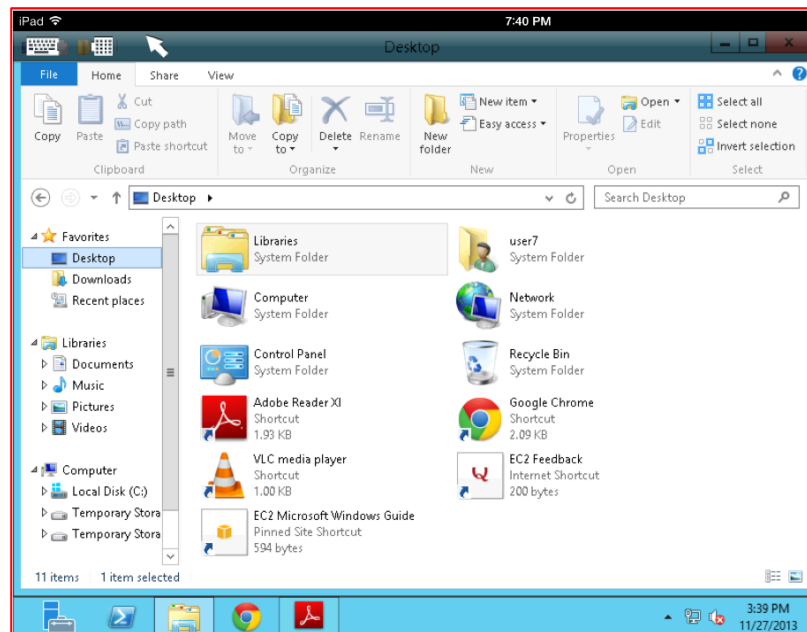 iPad 7:40 PM
Desktop
File Home Share View
Copy
Paste
Cut
Copy path
Paste shortcut
Clipboard
Move to
Copy to
Delete
Rename
Organize
New folder
New item
Easy access
New
Properties
Open
Edit
Open
Select all
Select none
Invert selection
Select
Desktop
Search Desktop
Favorites
Desktop
Downloads
Recent places
Libraries
Documents
Music
Pictures
Videos
Computer
Local Disk (C:)
Temporary Stora
Temporary Stora
Libraries
System Folder
user7
System Folder
Computer
System Folder
Network
System Folder
Control Panel
System Folder
Recycle Bin
System Folder
Adobe Reader XI
Shortcut
1.93 KB
Google Chrome
Shortcut
2.09 KB
VLC media player
Shortcut
1.00 KB
EC2 Feedback
Internet Shortcut
200 bytes
EC2 Microsoft Windows Guide
Pinned Site Shortcut
594 bytes
11 items 1 item selected
3:39 PM
11/27/2013